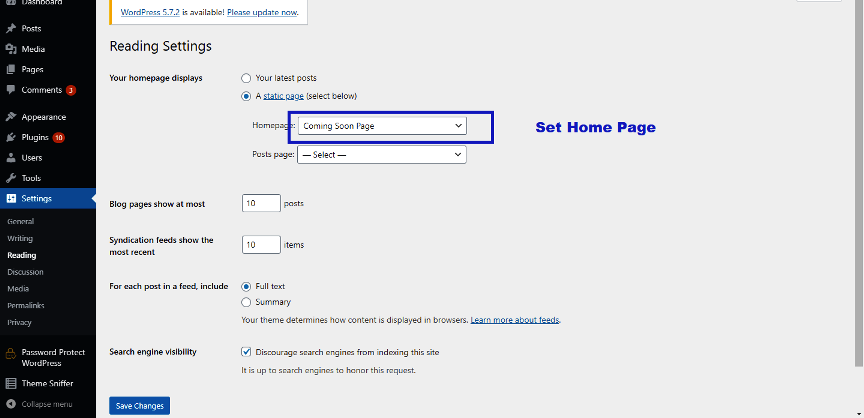 Dashboard
Posts
Media
Pages
Comments 3
Appearance
Plugins 10
Users
Tools
Settings
General
Writing
Reading
Discussion
Media
Permalinks
Privacy
Password Protect
WordPress
Theme Sniffer
Collapse menu
WordPress 5.7.2 is available! Please update now.
Reading Settings
Your homepage displays
Your latest posts
A static page (select below)
Homepage: Coming Soon Page
Set Home Page
Posts page: — Select —
Blog pages show at most 10 posts
Syndication feeds show the
most recent
10 items
For each post in a feed, include
Full text
Summary
Your theme determines how content is displayed in browsers. Learn more about feeds.
Search engine visibility
Discourage search engines from indexing this site
It is up to search engines to honor this request.
Save Changes